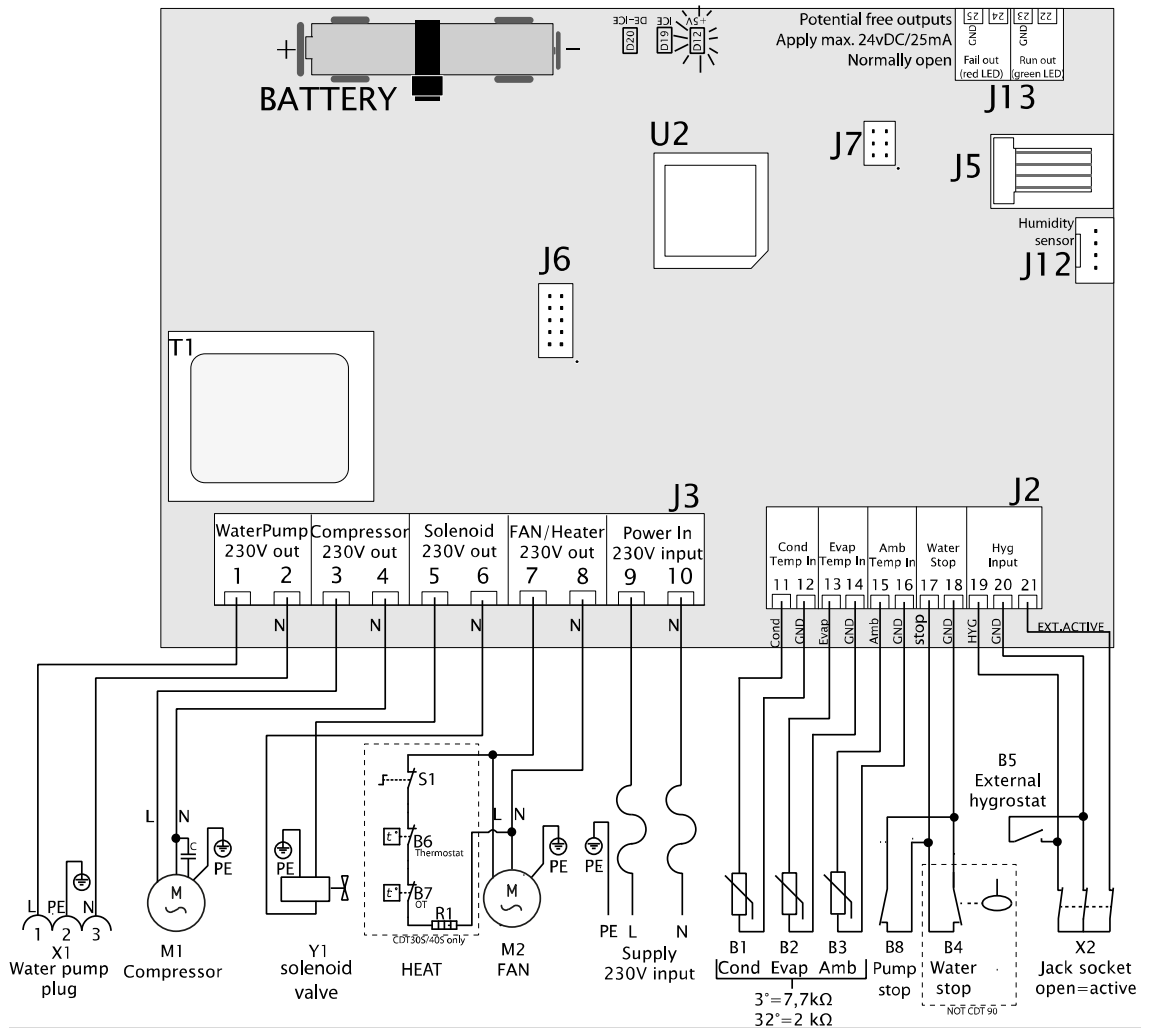 DE-ICE
ICE
+5V
D20
D19
D12
+
-
BATTERY
Potential free outputs
Apply max. 24vDC/25mA
Normally open
25
24
23
22
GND
GND
Fail out
(red LED)
Run out
(green LED)
J13
U2
J7
J5
Humidity
sensor
J12
J6
T1
J3
WaterPump
230V out
Compressor
230V out
Solenoid
230V out
FAN/Heater
230V out
Power In
230V input
1
2
3
4
5
6
7
8
9
10
N
N
N
N
N
J2
Cond
Temp In
Evap
Temp In
Amb
Temp In
Water
Stop
Hyg
Input
11
12
13
14
15
16
17
18
19
20
21
Cond
GND
Evap
GND
Amb
GND
stop
GND
HYG
GND
EXT.ACTIVE
L
PE
N
1
2
3
X1
Water pump
plug
L
N
C
PE
M
M1
Compressor
PE
Y1
solenoid
valve
S1
t°
B6
Thermostat
t°
B7
OT
R1
CDT30S/40S only
HEAT
L
N
PE
M
M2
FAN
PE
PE
L
N
Supply
230V input
B1
Cond
B2
Evap
B3
Amb
3°=7,7kΩ
32°=2 kΩ
B8
Pump
stop
B4
Water
stop
NOT CDT 90
B5
External
hygrostat
X2
Jack socket
open=active